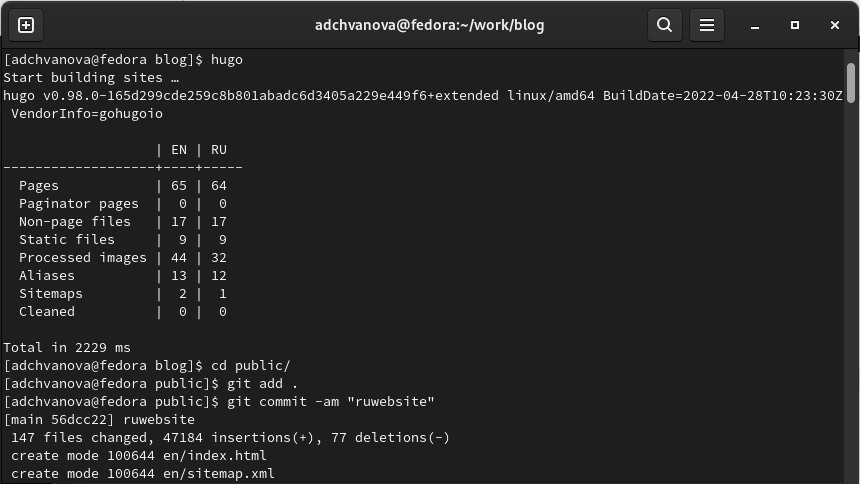 adchvanova@fedora:~/work/blog
[adchvanova@fedora blog]$ hugo
Start building sites …
hugo v0.98.0-165d299cde259c8b801abadc6d3405a229e449f6+extended linux/amd64 BuildDate=2022-04-28T10:23:30Z
 VendorInfo=gohugoio

                   | EN | RU
-------------------+----+-----
  Pages            | 65 | 64
  Paginator pages  |  0 |  0
  Non-page files   | 17 | 17
  Static files     |  9 |  9
  Processed images | 44 | 32
  Aliases          | 13 | 12
  Sitemaps         |  2 |  1
  Cleaned          |  0 |  0

Total in 2229 ms
[adchvanova@fedora blog]$ cd public/
[adchvanova@fedora public]$ git add .
[adchvanova@fedora public]$ git commit -am "ruwebsite"
[main 56dcc22] ruwebsite
 147 files changed, 47184 insertions(+), 77 deletions(-)
 create mode 100644 en/index.html
 create mode 100644 en/sitemap.xml